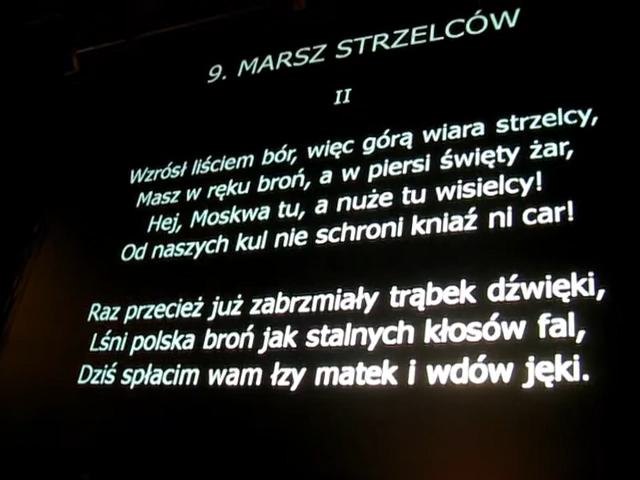 9. MARSZ STRZELCÓW
II
Wzrósł liściem bór, więc górą wiara strzelcy,
Masz w ręku broń, a w piersi święty żar,
Hej, Moskwa tu, a nuże tu wisielcy!
Od naszych kul nie schroni kniaź ni car!
Raz przecież już zabrzmiały trąbek dźwięki,
Lśni polska broń jak stalnych kłosów fal,
Dziś spłacim wam łzy matek i wdów jęki.